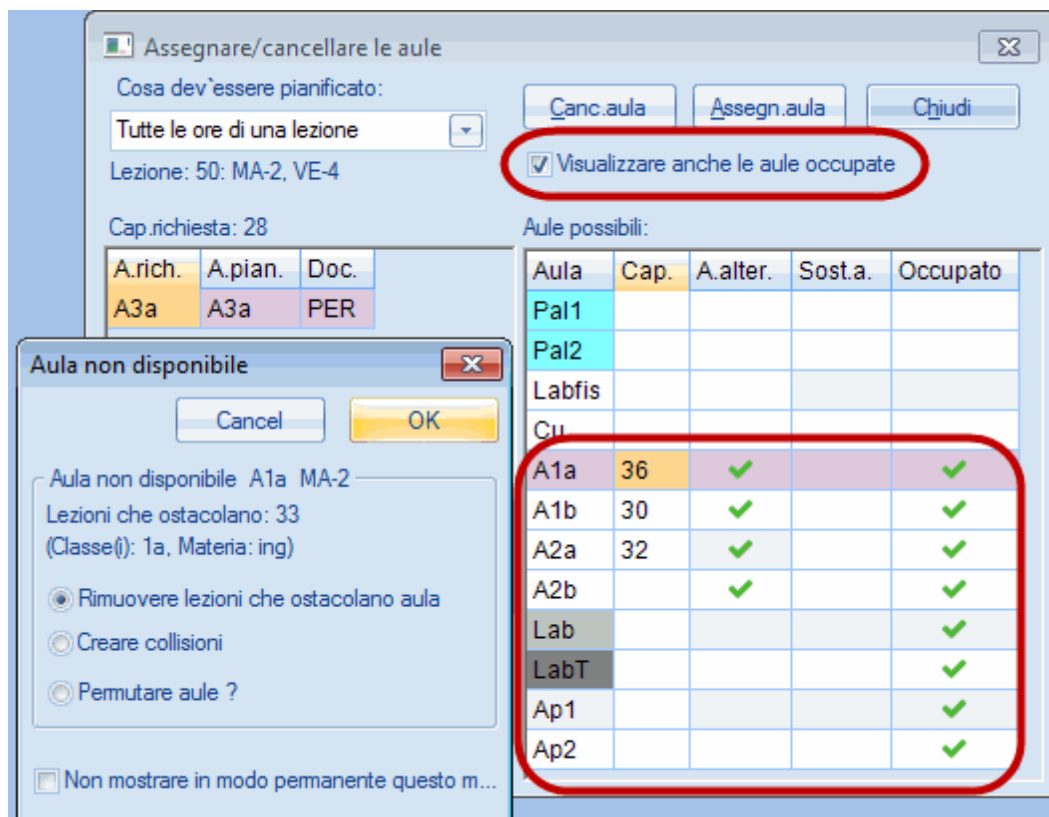 Assegnare/cancellare le aule
Cosa dev`essere pianificato:
Tutte le ore di una lezione
Canc.aula Assegn.aula Chiudi
Visualizzare anche le aule occupate
Lezione: 50: MA-2, VE-4
Cap.richiesta: 28
A.rich. A.pian. Doc.
A3a A3a PER
Aule possibili:
Aula Cap. A.alter. Sost.a. Occupato
Pal1
Pal2
Labfis
Cu
A1a 36
A1b 30
A2a 32
A2b
Lab
LabT
Ap1
Ap2
Aula non disponibile
Cancel OK
Aula non disponibile A1a MA-2
Lezioni che ostacolano: 33
(Classe(i): 1a, Materia: ing)
Rimuovere lezioni che ostacolano aula
Creare collisioni
Permutare aule ?
Non mostrare in modo permanente questo m...